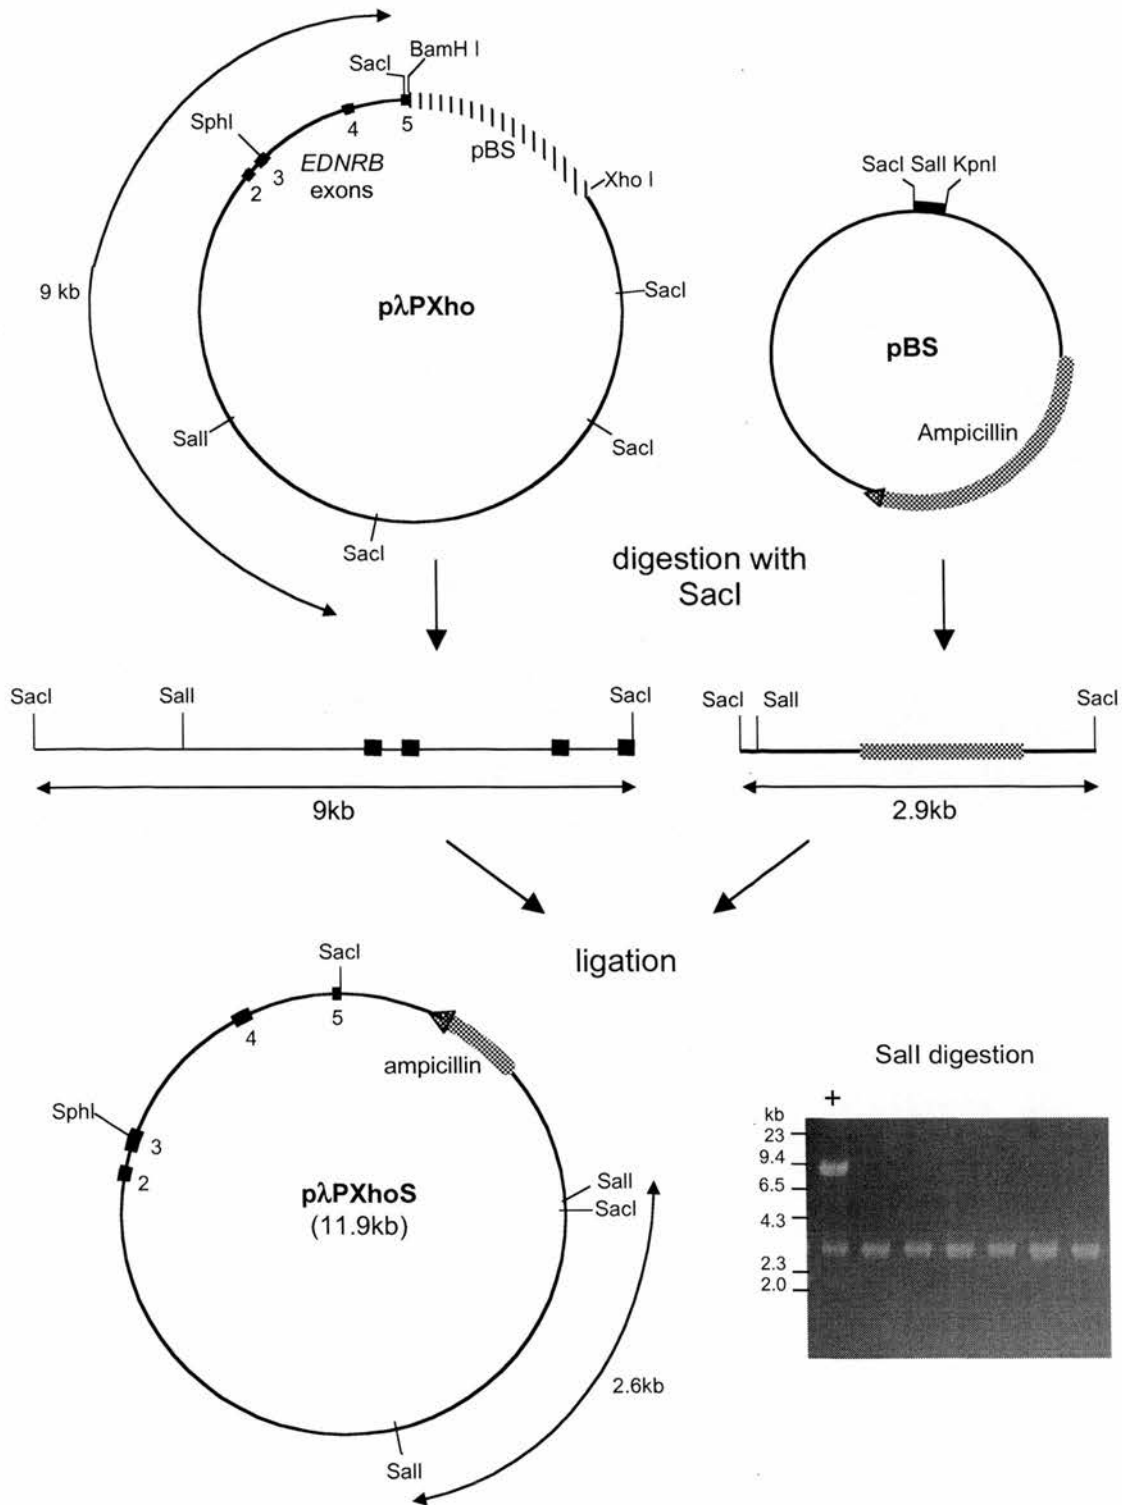 SacI
BamH I
SphI
4
5
pBS
EDNRB
exons
3
2
Xho I
SacI SalI KpnI
9 kb
pλPXho
SacI
pBS
SalI
SacI
Ampicillin
SacI
digestion with
SacI
SacI
SalI
SacI
SacI
SalI
SacI
9kb
2.9kb
ligation
SacI
5
4
ampicillin
SalI digestion
SphI
3
2
+
kb
23
9.4
6.5
4.3
2.3
2.0
pλPXhoS
(11.9kb)
SalI
SacI
2.6kb
SalI